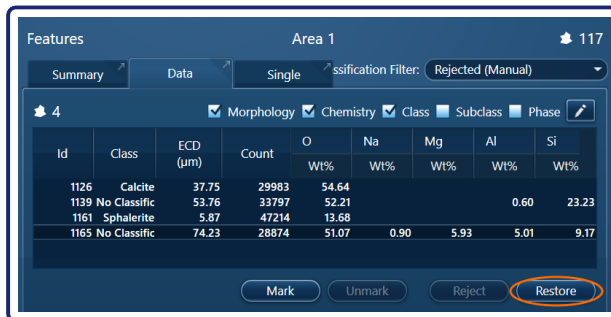 Features Area 1 117
Summary Data Single ssification Filter: Rejected (Manual)
4 Morphology Chemistry Class Subclass Phase
Id Class ECD (μm) Count O Na Mg Al Si
Wt% Wt% Wt% Wt% Wt%
1126 Calcite 37.75 29983 54.64
1139 No Classific 53.76 33797 52.21 0.60 23.23
1161 Sphalerite 5.87 47214 13.68
1165 No Classific 74.23 28874 51.07 0.90 5.93 5.01 9.17
Mark Unmark Reject Restore